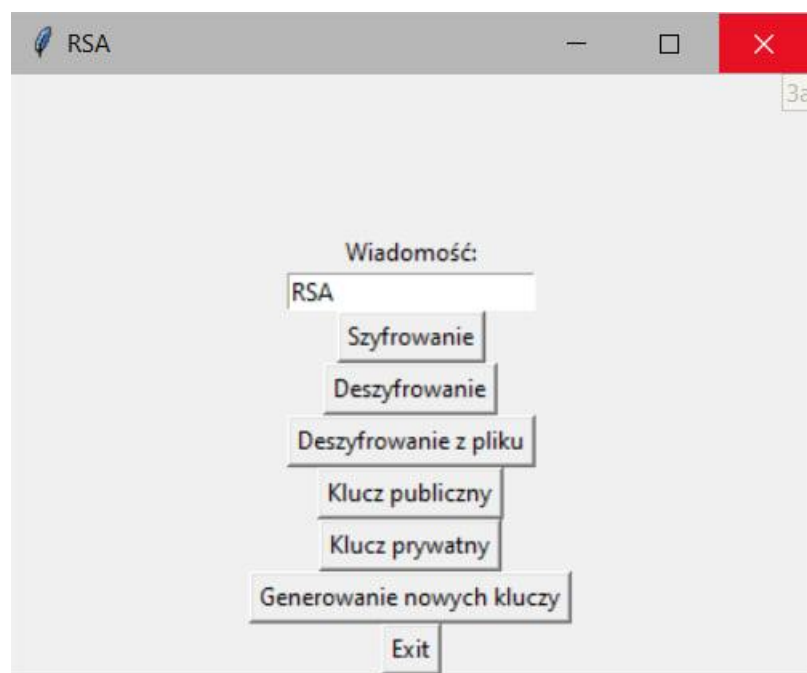 RSA
Wiadomość:
RSA
Szyfrowanie
Deszyfrowanie
Deszyfrowanie z pliku
Klucz publiczny
Klucz prywatny
Generowanie nowych kluczy
Exit